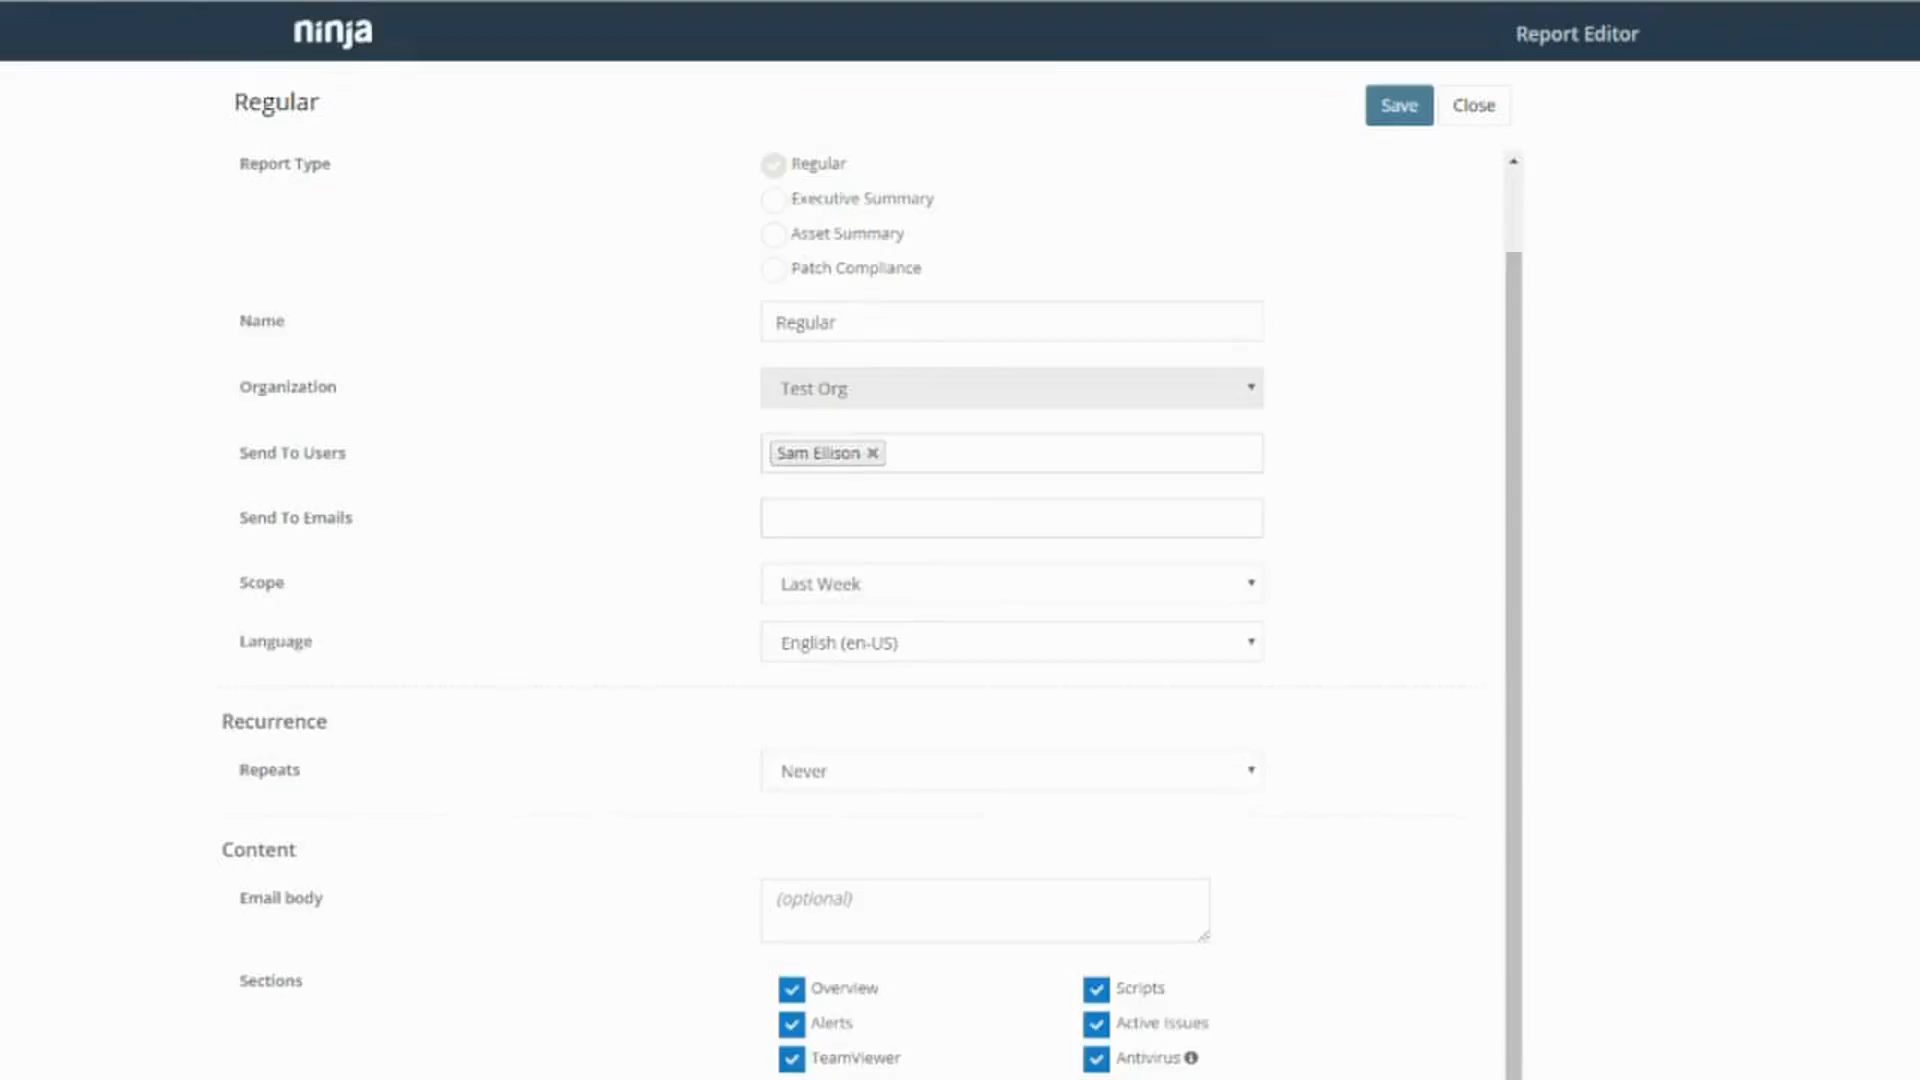 ninja
Report Editor
Regular
Save
Close
Report Type
Regular
Executive Summary
Asset Summary
Patch Compliance
Name
Regular
Organization
Test Org
Send To Users
Sam Ellison
Send To Emails
Scope
Last Week
Language
English (en-US)
Recurrence
Repeats
Never
Content
Email body
(optional)
Sections
Overview
Scripts
Alerts
Active Issues
TeamViewer
Antivirus